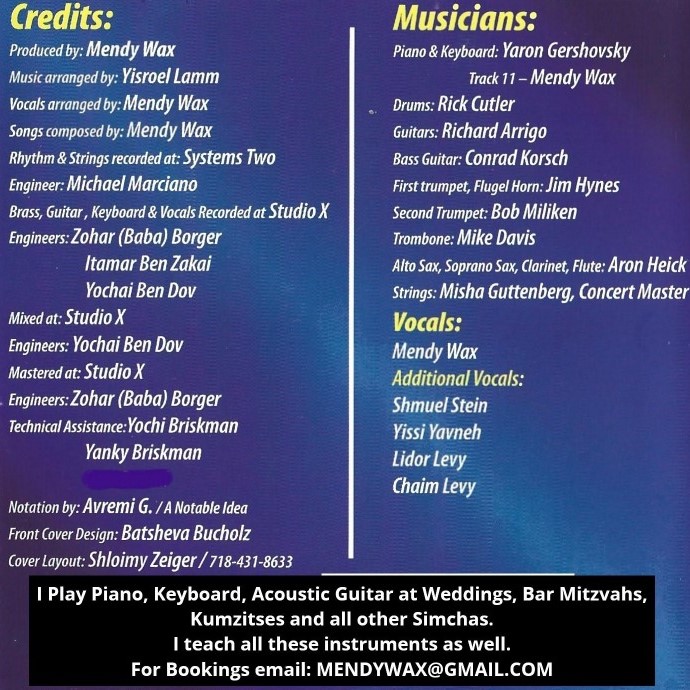 Credits:
Produced by: Mendy Wax
Music arranged by: Yisroel Lamm
Vocals arranged by: Mendy Wax
Songs composed by: Mendy Wax
Rhythm & Strings recorded at: Systems Two
Engineer: Michael Marciano
Brass, Guitar , Keyboard & Vocals Recorded at Studio X
Engineers: Zohar (Baba) Borger
Itamar Ben Zakai
Yochai Ben Dov
Mixed at: Studio X
Engineers: Yochai Ben Dov
Mastered at: Studio X
Engineers: Zohar (Baba) Borger
Technical Assistance:Yochi Briskman
Yanky Briskman
Notation by: Avremi G. / A Notable Idea
Front Cover Design: Batsheva Bucholz
Cover Layout: Shloimy Zeiger / 718-431-8633
Musicians:
Piano & Keyboard: Yaron Gershovsky
Track 11 – Mendy Wax
Drums: Rick Cutler
Guitars: Richard Arrigo
Bass Guitar: Conrad Korsch
First trumpet, Flugel Horn: Jim Hynes
Second Trumpet: Bob Miliken
Trombone: Mike Davis
Alto Sax, Soprano Sax, Clarinet, Flute: Aron Heick
Strings: Misha Guttenberg, Concert Master
Vocals:
Mendy Wax
Additional Vocals:
Shmuel Stein
Yissi Yavneh
Lidor Levy
Chaim Levy
I Play Piano, Keyboard, Acoustic Guitar at Weddings, Bar Mitzvahs,
Kumzitses and all other Simchas.
I teach all these instruments as well.
For Bookings email: MENDYWAX@GMAIL.COM